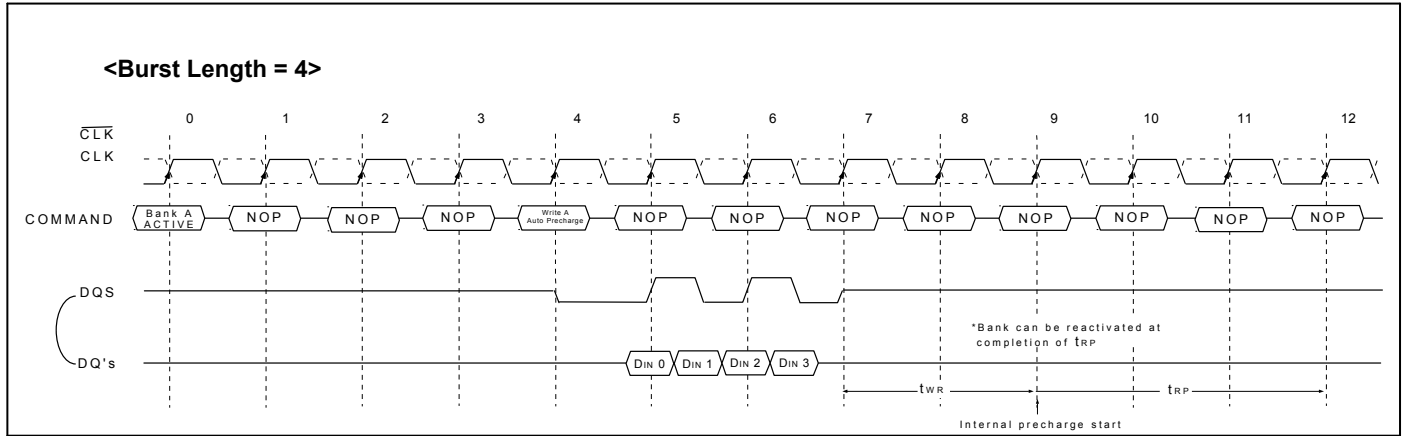 <Burst Length = 4>
0 1 2 3 4 5 6 7 8 9 10 11 12
CLK
CLK
COMMAND Bank A ACTIVE NOP NOP NOP Write A Auto Precharge NOP NOP NOP NOP NOP NOP NOP NOP
DQS
*Bank can be reactivated at
completion of tRP
DQ's DIN 0 DIN 1 DIN 2 DIN 3
tWR tRP
Internal precharge start